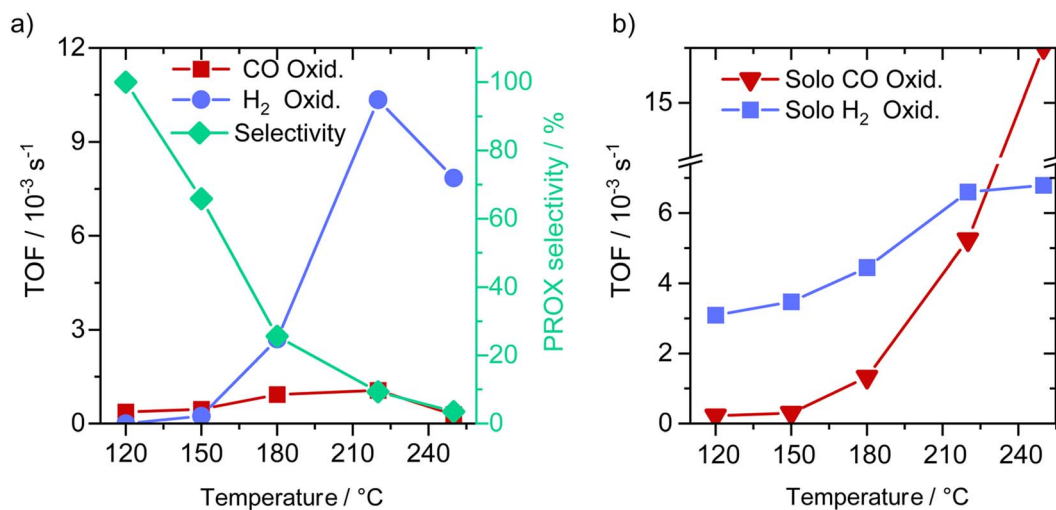 a)
TOF / 10⁻³ s⁻¹
12
9
6
3
0
CO Oxid.
H₂ Oxid.
Selectivity
100
80
60
40
20
0
PROX selectivity / %
120 150 180 210 240
Temperature / °C
b)
TOF / 10⁻³ s⁻¹
15
6
4
2
0
Solo CO Oxid.
Solo H₂ Oxid.
120 150 180 210 240
Temperature / °C